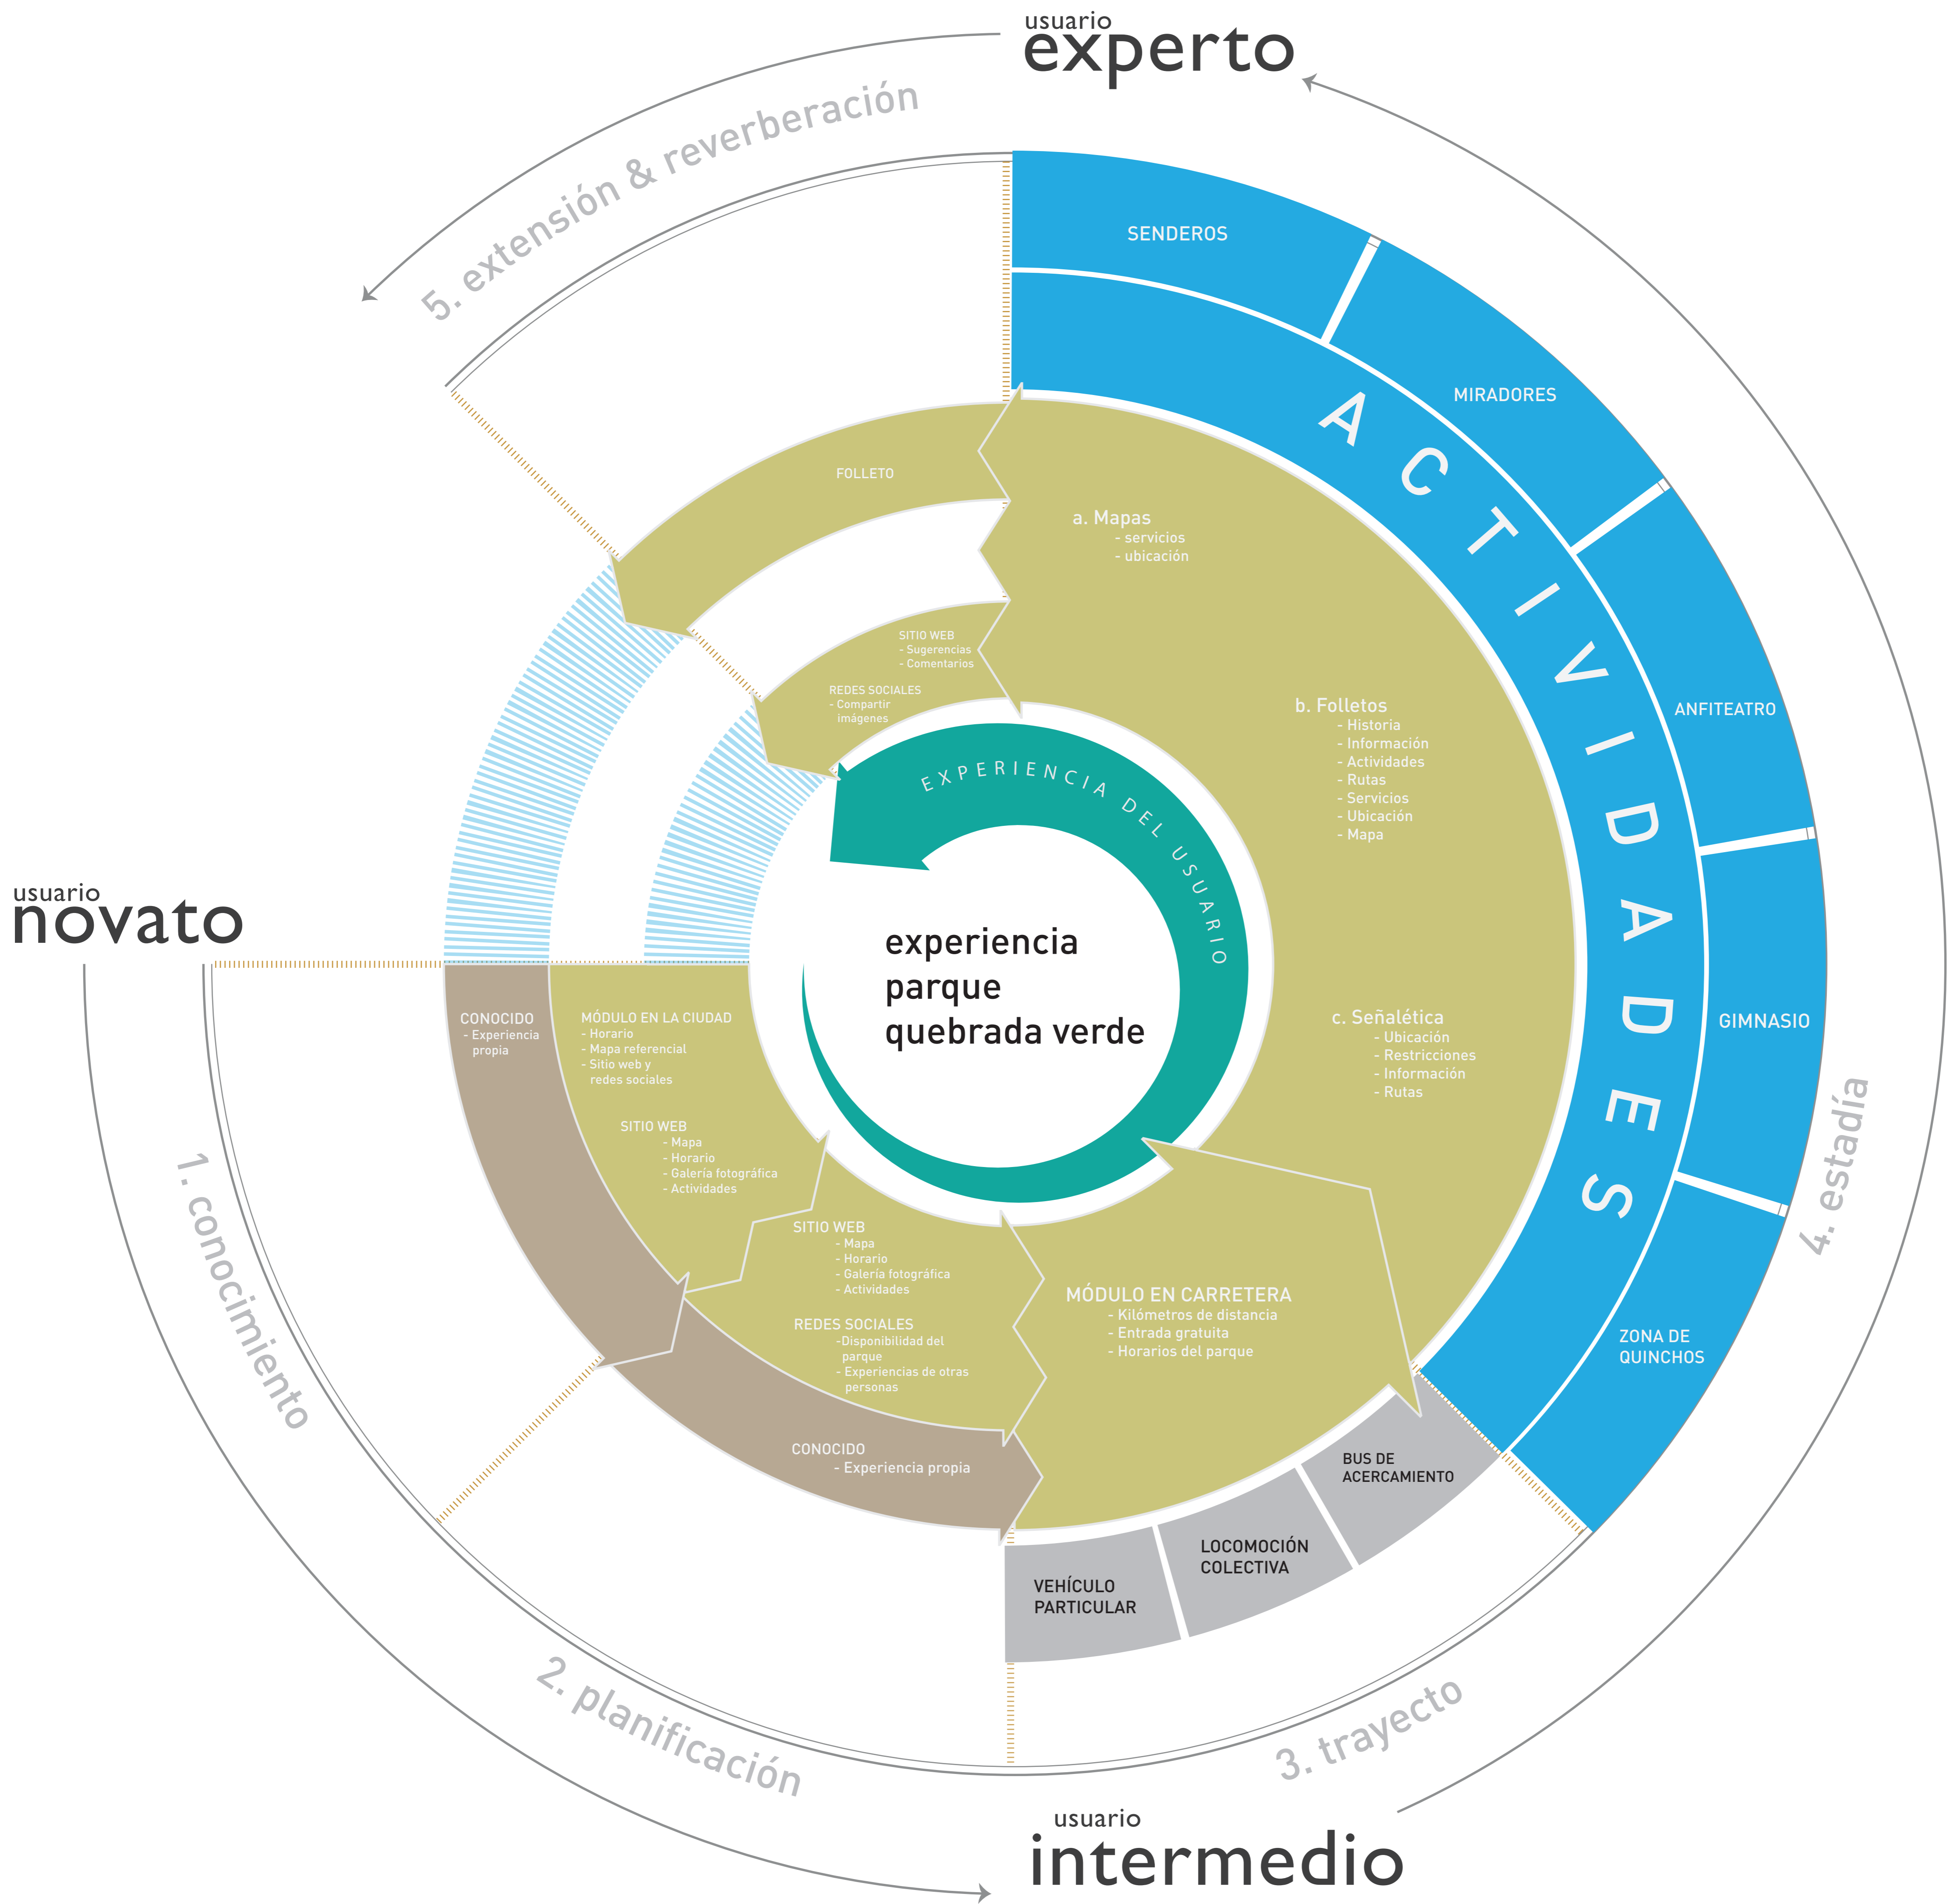 usuario
experto
5. extensión & reverberación
SENDEROS
MIRADORES
ANFITEATRO
GIMNASIO
ZONA DE
QUINCHOS
ACTIVIDADES
4. estadía
FOLLETO
SITIO WEB
- Sugerencias
- Comentarios
REDES SOCIALES
- Compartir
imágenes
a. Mapas
- servicios
- ubicación
b. Folletos
- Historia
- Información
- Actividades
- Rutas
- Servicios
- Ubicación
- Mapa
c. Señalética
- Ubicación
- Restricciones
- Información
- Rutas
EXPERIENCIA DEL USUARIO
experiencia
parque
quebrada verde
usuario
novato
1. conocimiento
CONOCIDO
- Experiencia
propia
MÓDULO EN LA CIUDAD
- Horario
- Mapa referencial
- Sitio web y
redes sociales
SITIO WEB
- Mapa
- Horario
- Galería fotográfica
- Actividades
SITIO WEB
- Mapa
- Horario
- Galería fotográfica
- Actividades
REDES SOCIALES
-Disponibilidad del
parque
- Experiencias de otras
personas
CONOCIDO
- Experiencia propia
2. planificación
MÓDULO EN CARRETERA
- Kilómetros de distancia
- Entrada gratuita
- Horarios del parque
BUS DE
ACERCAMIENTO
LOCOMOCIÓN
COLECTIVA
VEHÍCULO
PARTICULAR
3. trayecto
usuario
intermedio